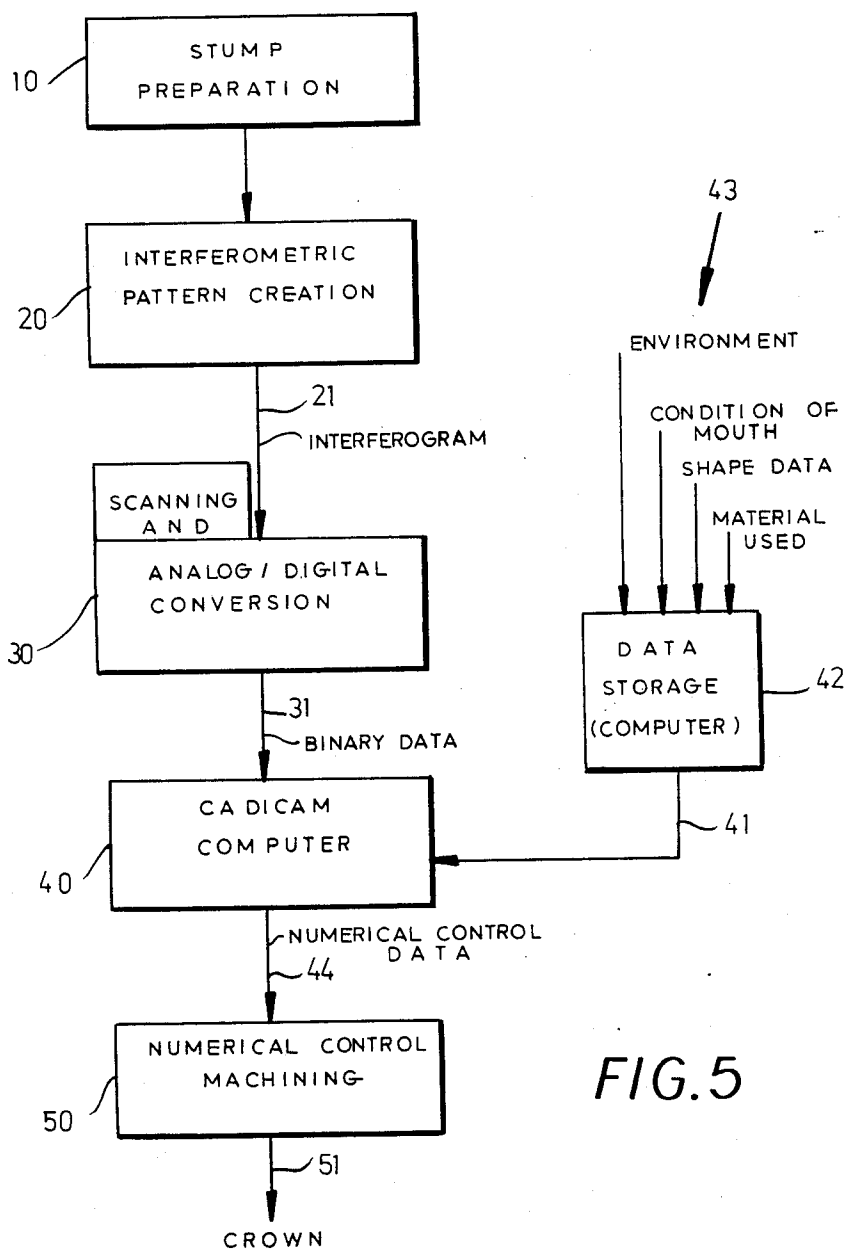 STUMP
PREPARATION
10
INTERFEROMETRIC
PATTERN CREATION
20
21
INTERFEROGRAM
SCANNING
AND
ANALOG / DIGITAL
CONVERSION
30
31
BINARY DATA
CADICAM
COMPUTER
40
NUMERICAL CONTROL
DATA
44
NUMERICAL CONTROL
MACHINING
50
51
CROWN
43
ENVIRONMENT
CONDITION OF
MOUTH
SHAPE DATA
MATERIAL
USED
DATA
STORAGE
(COMPUTER)
42
41
FIG.5